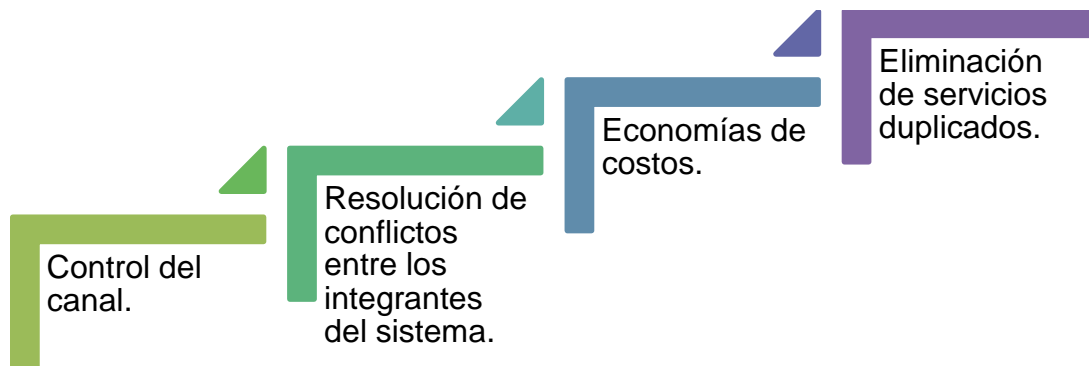 Control del
canal.
Resolución de
conflictos
entre los
integrantes
del sistema.
Economías de
costos.
Eliminación
de servicios
duplicados.